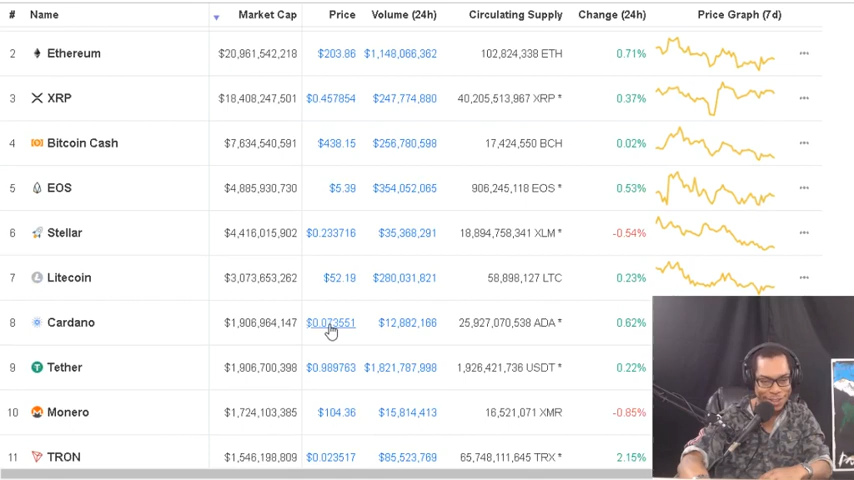 # Name Market Cap Price Volume (24h) Circulating Supply Change (24h) Price Graph (7d)
2 Ethereum $20,961,542,218 $203.86 $1,148,066,362 102,824,338 ETH 0.71%
3 XRP $18,408,247,501 $0.457854 $247,774,880 40,205,513,967 XRP * 0.37%
4 Bitcoin Cash $7,634,540,591 $438.15 $256,780,598 17,424,550 BCH 0.02%
5 EOS $4,885,930,730 $5.39 $354,052,065 906,245,118 EOS * 0.53%
6 Stellar $4,416,015,902 $0.233716 $35,368,291 18,894,758,341 XLM * -0.54%
7 Litecoin $3,073,653,262 $52.19 $280,031,821 58,898,127 LTC 0.23%
8 Cardano $1,906,964,147 $0.073551 $12,882,166 25,927,070,538 ADA * 0.62%
9 Tether $1,906,700,398 $0.989763 $1,821,787,998 1,926,421,736 USDT * 0.22%
10 Monero $1,724,103,385 $104.36 $15,814,413 16,521,071 XMR -0.85%
11 TRON $1,546,198,809 $0.023517 $85,523,769 65,748,111,645 TRX * 2.15%